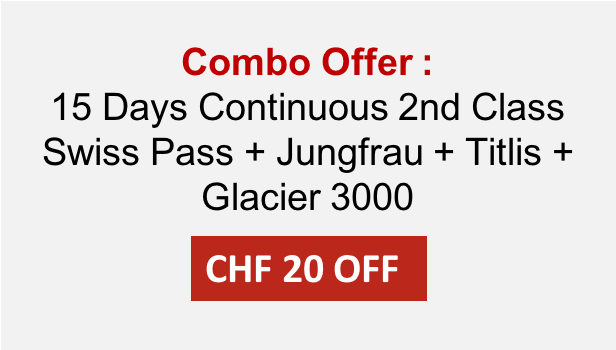 Combo Offer :
15 Days Continuous 2nd Class
Swiss Pass + Jungfrau + Titlis +
Glacier 3000
CHF 20 OFF